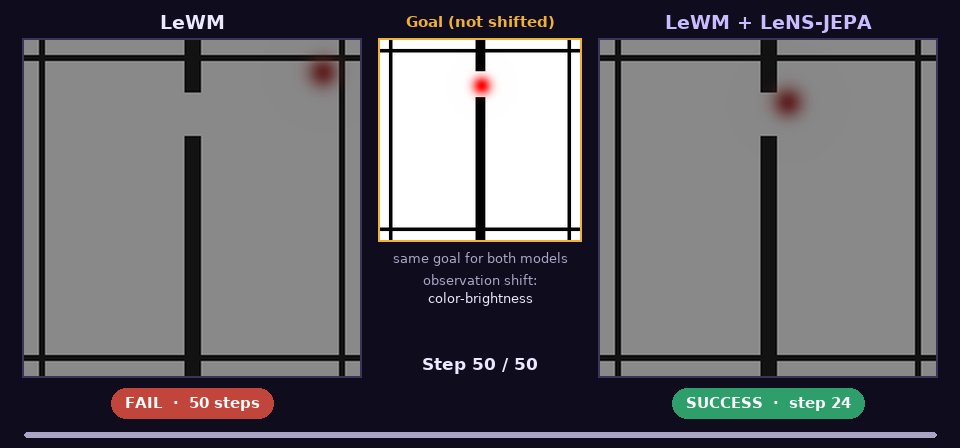 LeWM
Goal (not shifted)
LeWM + LeNS-JEPA
same goal for both models
observation shift:
color-brightness
Step 50 / 50
FAIL · 50 steps
SUCCESS · step 24